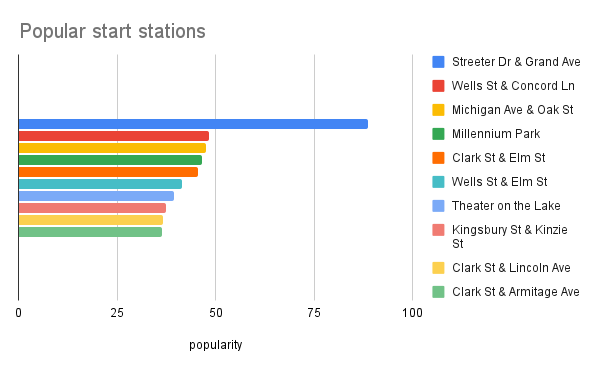 Popular start stations
Streeter Dr & Grand Ave
Wells St & Concord Ln
Michigan Ave & Oak St
Millennium Park
Clark St & Elm St
Wells St & Elm St
Theater on the Lake
Kingsbury St & Kinzie
St
Clark St & Lincoln Ave
Clark St & Armitage Ave
0 25 50 75 100
popularity